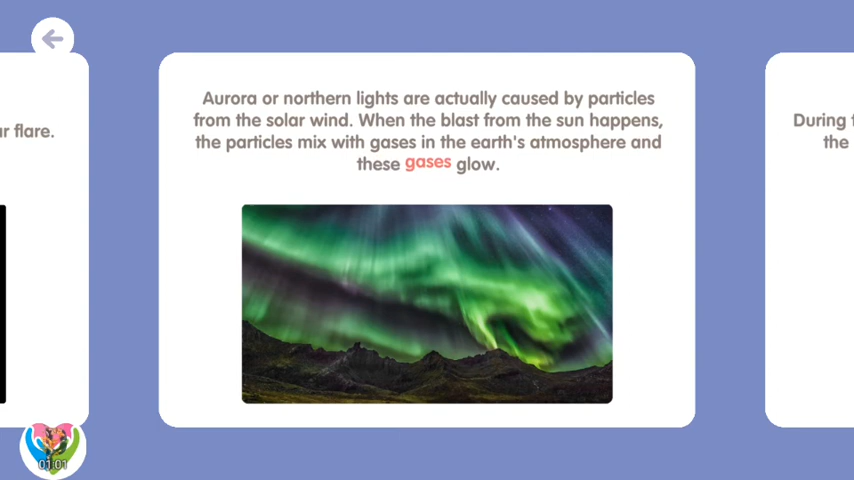 Aurora or northern lights are actually caused by particles
from the solar wind. When the blast from the sun happens,
the particles mix with gases in the earth's atmosphere and
these gases glow.
flare.
During
the
01:01